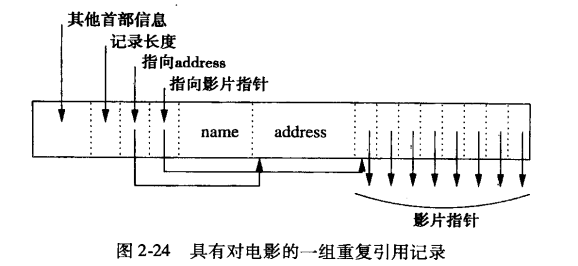 其他首部信息
记录长度
指向address
指向影片指针
name address
影片指针
图 2-24 具有对电影的一组重复引用记录